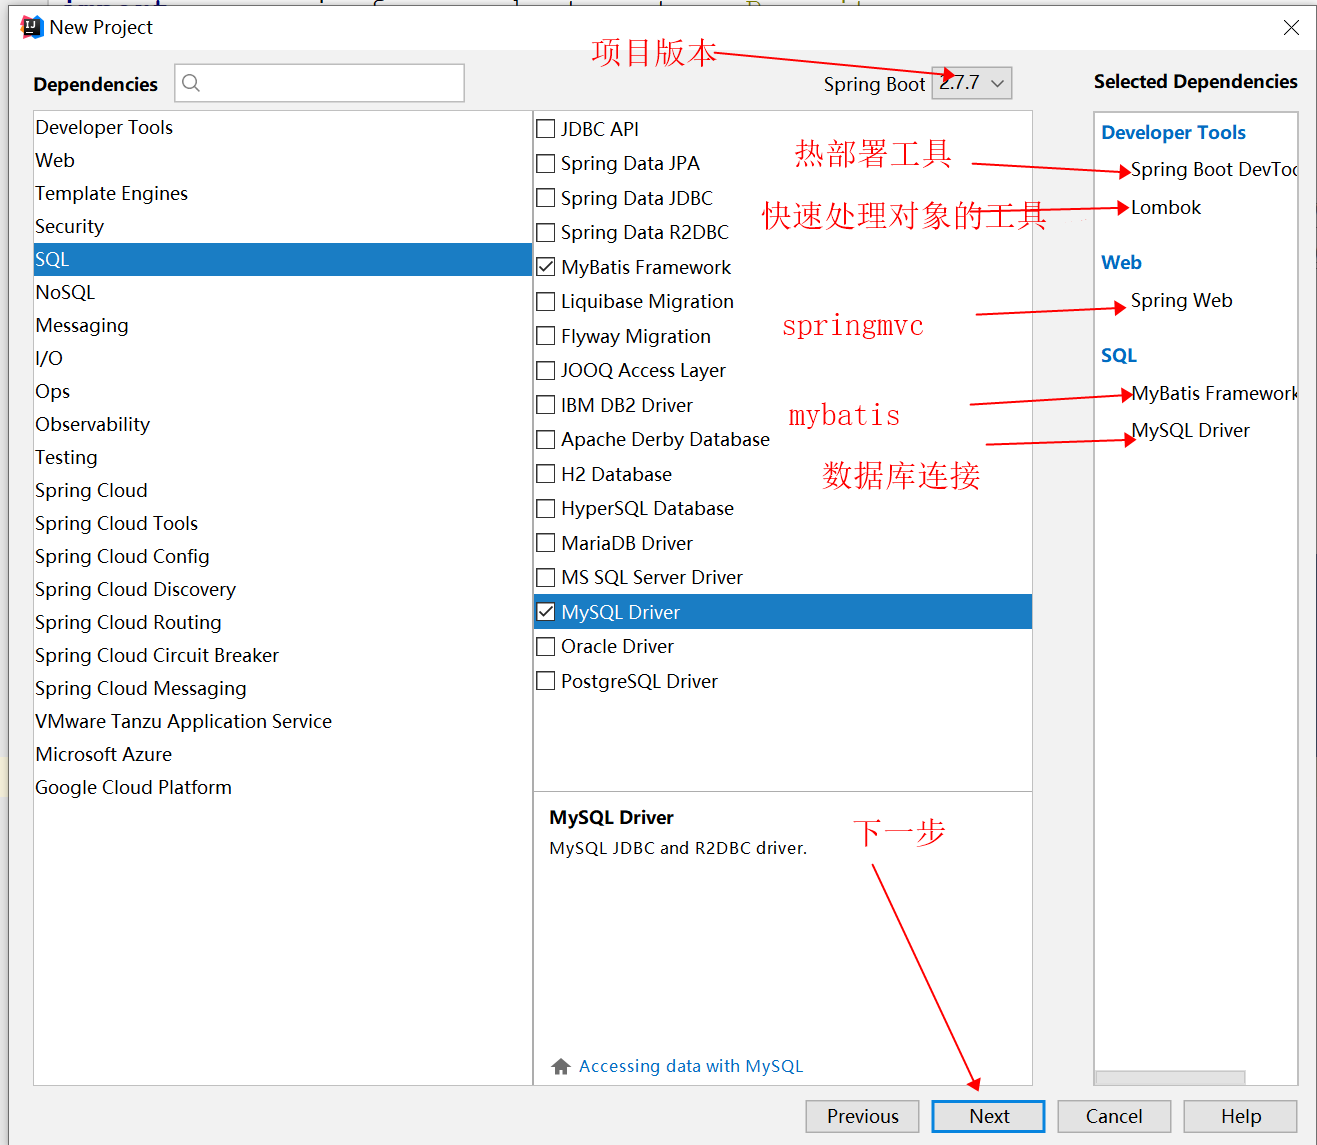 New Project
项目版本
Dependencies
Spring Boot 2.7.7
Selected Dependencies
Developer Tools
Web
Template Engines
Security
SQL
NoSQL
Messaging
I/O
Ops
Observability
Testing
Spring Cloud
Spring Cloud Tools
Spring Cloud Config
Spring Cloud Discovery
Spring Cloud Routing
Spring Cloud Circuit Breaker
Spring Cloud Messaging
VMware Tanzu Application Service
Microsoft Azure
Google Cloud Platform
JDBC API
Spring Data JPA
Spring Data JDBC
Spring Data R2DBC
MyBatis Framework
Liquibase Migration
Flyway Migration
JOOQ Access Layer
IBM DB2 Driver
Apache Derby Database
H2 Database
HyperSQL Database
MariaDB Driver
MS SQL Server Driver
MySQL Driver
Oracle Driver
PostgreSQL Driver
热部署工具
快速处理对象的工具
springmvc
mybatis
数据库连接
MySQL Driver
MySQL JDBC and R2DBC driver.
下一步
Accessing data with MySQL
Developer Tools
Spring Boot DevToo
Lombok
Web
Spring Web
SQL
MyBatis Framework
MySQL Driver
Previous
Next
Cancel
Help